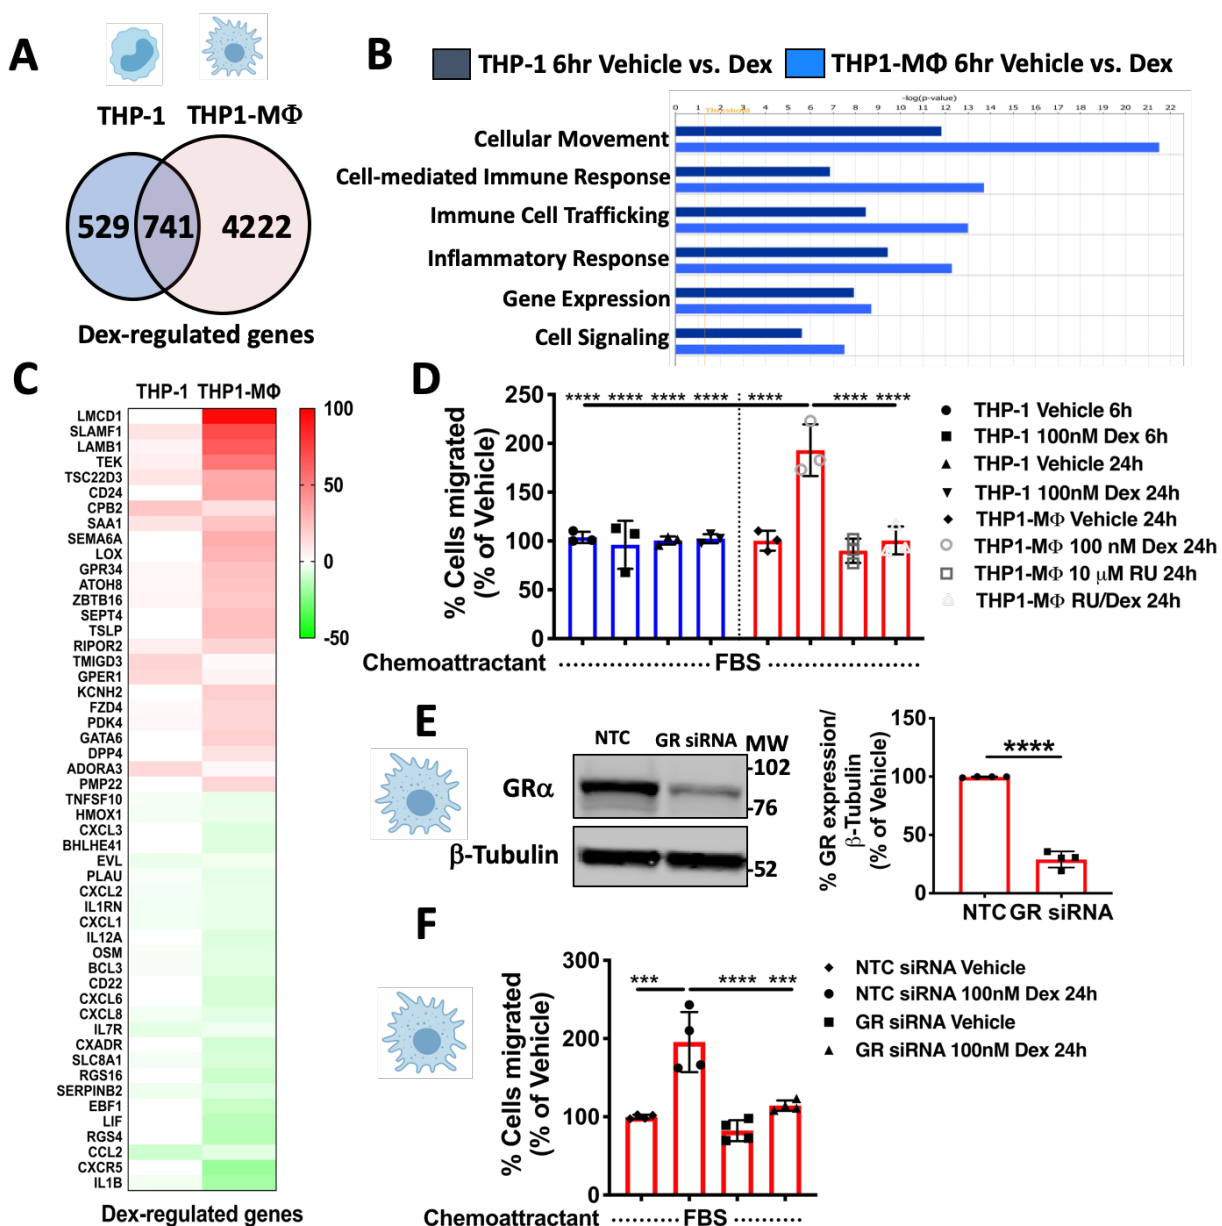 A
THP-1 THP1-MΦ
529 741 4222
Dex-regulated genes
B
THP-1 6hr Vehicle vs. Dex THP1-MΦ 6hr Vehicle vs. Dex
-log(p-value)
0 1 2 3 4 5 6 7 8 9 10 11 12 13 14 15 16 17 18 19 20 21 22
Threshold
Cellular Movement
Cell-mediated Immune Response
Immune Cell Trafficking
Inflammatory Response
Gene Expression
Cell Signaling
C
THP-1 THP1-MΦ
LMCD1
SLAMF1
LAMB1
TEK
TSC22D3
CD24
CPB2
SAA1
SEMA6A
LOX
GPR34
ATOH8
ZBTB16
SEPT4
TSLP
RIPOR2
TMIGD3
GPER1
KCNH2
FZD4
PDK4
GATA6
DPP4
ADORA3
PMP22
TNFSF10
HMOX1
CXCL3
BHLHE41
EVL
PLAU
CXCL2
IL1RN
CXCL1
IL12A
OSM
BCL3
CD22
CXCL6
CXCL8
IL7R
CXADR
SLC8A1
RGS16
SERPINB2
EBF1
LIF
RGS4
CCL2
CXCR5
IL1B
100
50
0
-50
Dex-regulated genes
D
% Cells migrated
(% of Vehicle)
250
200
150
100
50
0
**** **** **** **** **** **** ****
Chemoattractant ............... FBS ...............
THP-1 Vehicle 6h
THP-1 100nM Dex 6h
THP-1 Vehicle 24h
THP-1 100nM Dex 24h
THP1-MΦ Vehicle 24h
THP1-MΦ 100 nM Dex 24h
THP1-MΦ 10 μM RU 24h
THP1-MΦ RU/Dex 24h
E
NTC GR siRNA MW
GRα
-102
-76
β-Tubulin
-52
% GR expression/
β-Tubulin
(% of Vehicle)
150
100
50
0
****
NTC GR siRNA
F
% Cells migrated
(% of Vehicle)
300
200
100
0
*** **** ***
Chemoattractant .......... FBS ..........
NTC siRNA Vehicle
NTC siRNA 100nM Dex 24h
GR siRNA Vehicle
GR siRNA 100nM Dex 24h